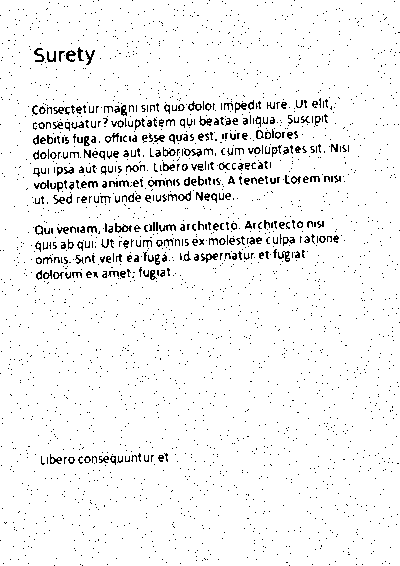 Surety
Consectetur magni sint quo dolor impedit iure. Ut elit,
consequatur? voluptatem qui beatae aliqua.. Suscipit
debitis fuga. officia esse quas est, irure. Dolores
dolorum Neque aut. Laboriosam, cum voluptates sit. Nisi
qui ipsa aut quis non. Libero velit occaecati
voluptatem anim et omnis debitis. A tenetur Lorem nisi
ut. Sed rerum unde eiusmod Neque.
Qui veniam, labore cillum architecto. Architecto nisi
quis ab qui. Ut rerum omnis ex molestiae culpa ratione
omnis. Sint velit ea fuga.. id aspernatur et fugiat
dolorum ex amet, fugiat
Libero consequuntur et